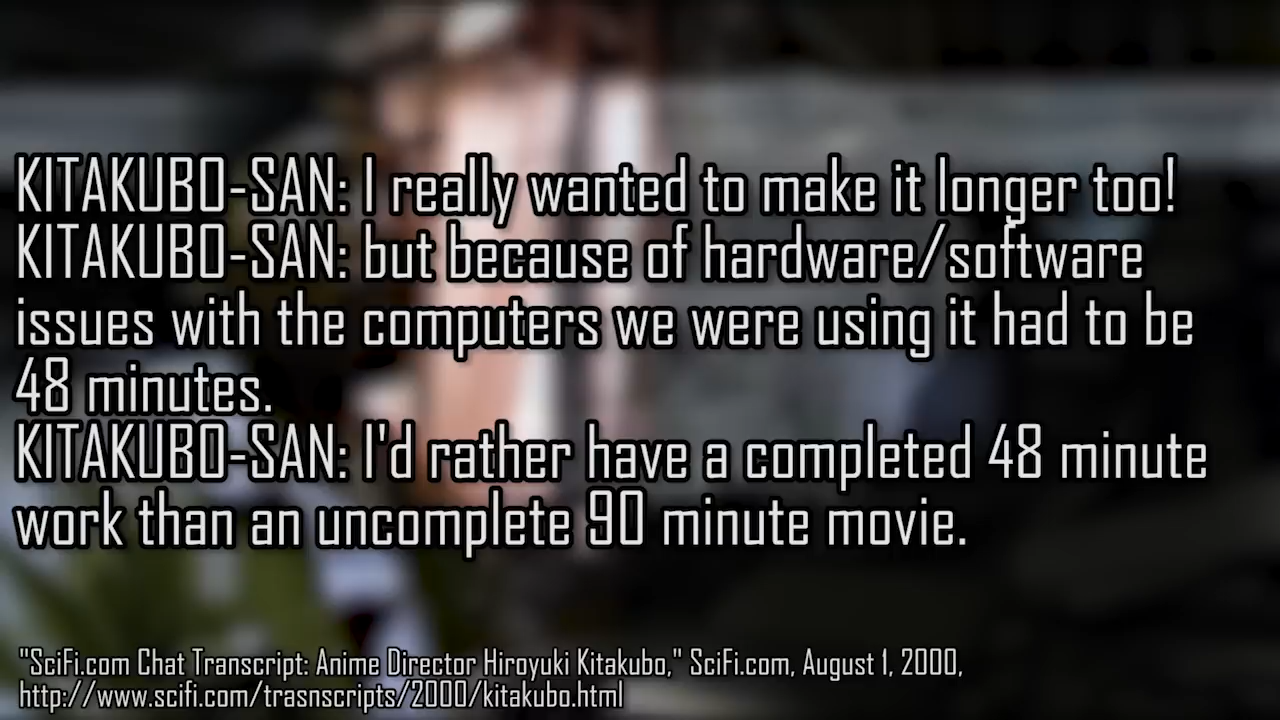 KITAKUBO-SAN: I really wanted to make it longer too!
KITAKUBO-SAN: but because of hardware/software
issues with the computers we were using it had to be
48 minutes.
KITAKUBO-SAN: I'd rather have a completed 48 minute
work than an uncomplete 90 minute movie.
"SciFi.com Chat Transcript: Anime Director Hiroyuki Kitakubo," SciFi.com, August 1, 2000,
http://www.scifi.com/trasnscripts/2000/kitakubo.html